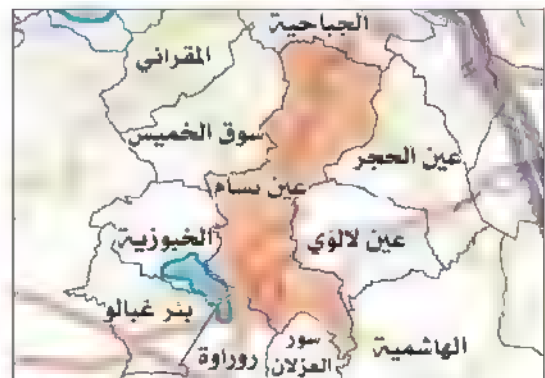 الجباحية
المقراني
سوق الخميس
عين الحجر
عين بسام
الخبوزية
عين لالوي
بئر غبالو
روراوة
سور
الغزلان
الهاشمية